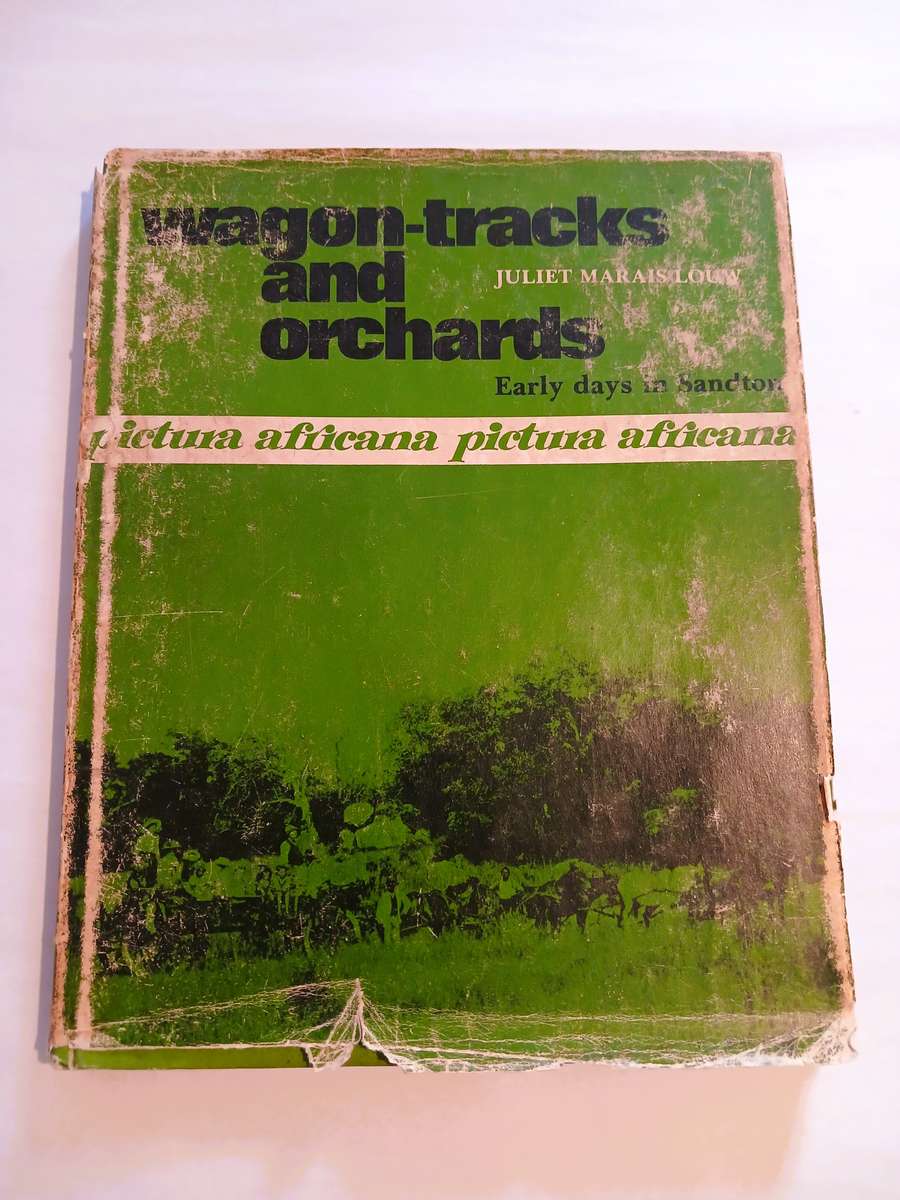 wagon-tracks
and
JULIET MARAIS LOUW
orchards
Early days in Sandton
pictura africana pictura africana